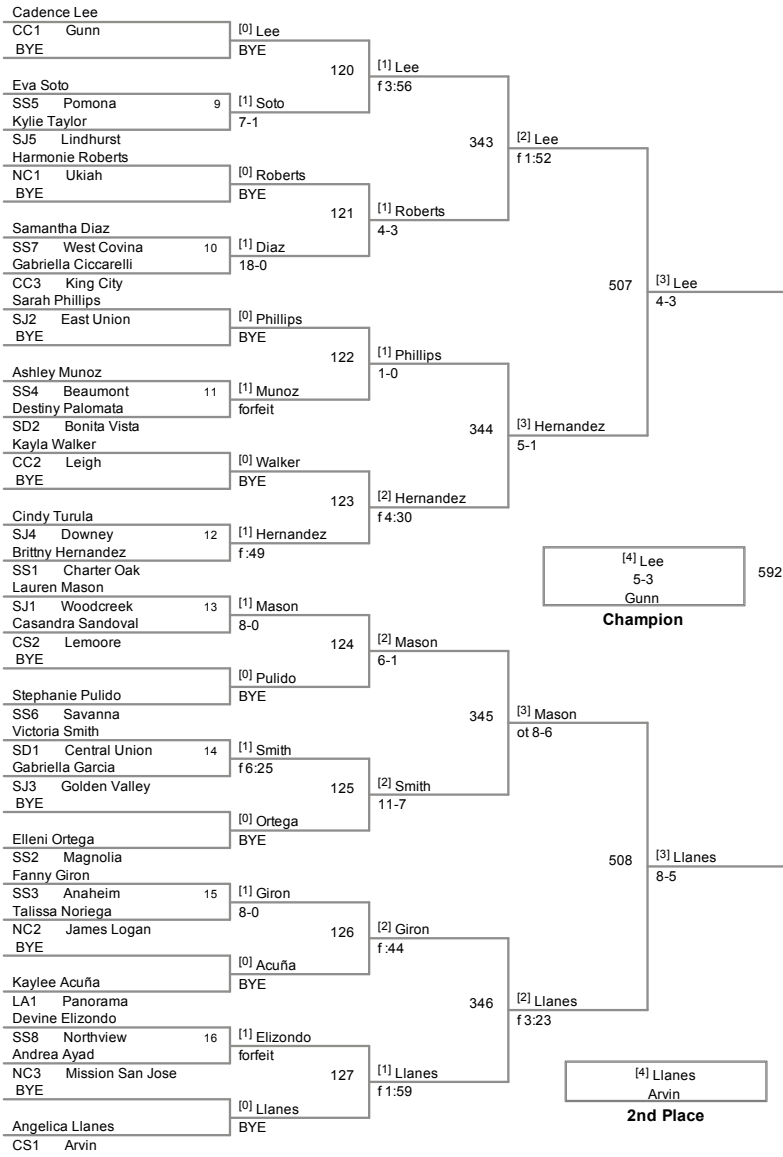 Cadence Lee
CC1 Gunn
BYE
[0] Lee
BYE
120
[1] Lee
f 3:56
Eva Soto
SS5 Pomona 9
[1] Soto
7-1
Kylie Taylor
SJ5 Lindhurst
343
[2] Lee
f 1:52
Harmonie Roberts
NC1 Ukiah
BYE
[0] Roberts
BYE
121
[1] Roberts
4-3
Samantha Diaz
SS7 West Covina 10
[1] Diaz
18-0
Gabriella Ciccarelli
CC3 King City
507
[3] Lee
4-3
Sarah Phillips
SJ2 East Union
BYE
[0] Phillips
BYE
122
[1] Phillips
1-0
Ashley Munoz
SS4 Beaumont 11
[1] Munoz
forfeit
Destiny Palomata
SD2 Bonita Vista
344
[3] Hernandez
5-1
Kayla Walker
CC2 Leigh
BYE
[0] Walker
BYE
123
[2] Hernandez
f 4:30
Cindy Turula
SJ4 Downey 12
[1] Hernandez
f :49
Brittny Hernandez
SS1 Charter Oak
[4] Lee
5-3
Gunn
592
Champion
Lauren Mason
SJ1 Woodcreek 13
[1] Mason
8-0
Casandra Sandoval
CS2 Lemoore
BYE
124
[2] Mason
6-1
[0] Pulido
BYE
Stephanie Pulido
SS6 Savanna
345
[3] Mason
ot 8-6
Victoria Smith
SD1 Central Union 14
[1] Smith
f 6:25
Gabriella Garcia
SJ3 Golden Valley
BYE
125
[2] Smith
11-7
[0] Ortega
BYE
Elleni Ortega
SS2 Magnolia
508
[3] Llanes
8-5
Fanny Giron
SS3 Anaheim 15
[1] Giron
8-0
Talissa Noriega
NC2 James Logan
BYE
126
[2] Giron
f :44
[0] Acuña
BYE
Kaylee Acuña
LA1 Panorama
346
[2] Llanes
f 3:23
Devine Elizondo
SS8 Northview 16
[1] Elizondo
forfeit
Andrea Ayad
NC3 Mission San Jose
BYE
127
[1] Llanes
f 1:59
[0] Llanes
BYE
Angelica Llanes
CS1 Arvin
[4] Llanes
Arvin
2nd Place